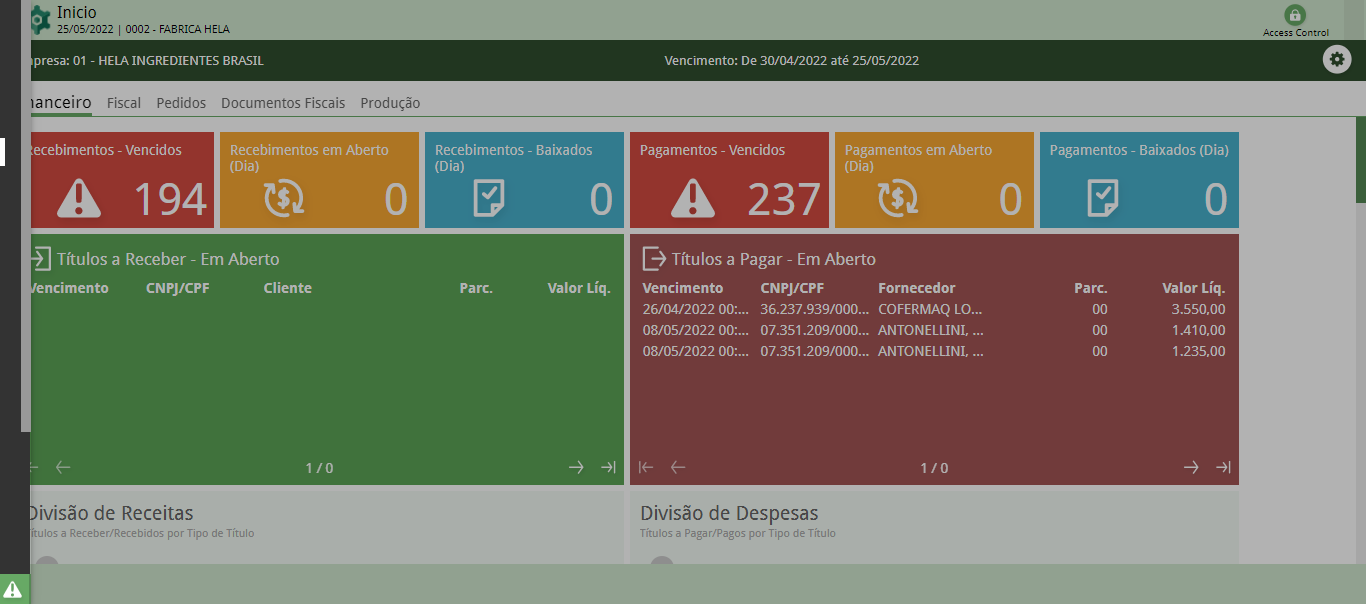 Inicio
25/05/2022 | 0002 - FABRICA HELA
Access Control
mpresa: 01 - HELA INGREDIENTES BRASIL
Vencimento: De 30/04/2022 até 25/05/2022
nanceiro Fiscal Pedidos Documentos Fiscais Produção
Recebimentos - Vencidos
194
Recebimentos em Aberto
(Dia)
0
Recebimentos - Baixados
(Dia)
0
Pagamentos - Vencidos
237
Pagamentos em Aberto
(Dia)
0
Pagamentos - Baixados (Dia)
0
Títulos a Receber - Em Aberto
Vencimento CNPJ/CPF Cliente Parc. Valor Líq.
1 / 0
Títulos a Pagar - Em Aberto
Vencimento CNPJ/CPF Fornecedor Parc. Valor Líq.
26/04/2022 00:... 36.237.939/000... COFERMAQ LO... 00 3.550,00
08/05/2022 00:... 07.351.209/000... ANTONELLINI, ... 00 1.410,00
08/05/2022 00:... 07.351.209/000... ANTONELLINI, ... 00 1.235,00
1 / 0
Divisão de Receitas
ítulos a Receber/Recebidos por Tipo de Título
Divisão de Despesas
Títulos a Pagar/Pagos por Tipo de Título